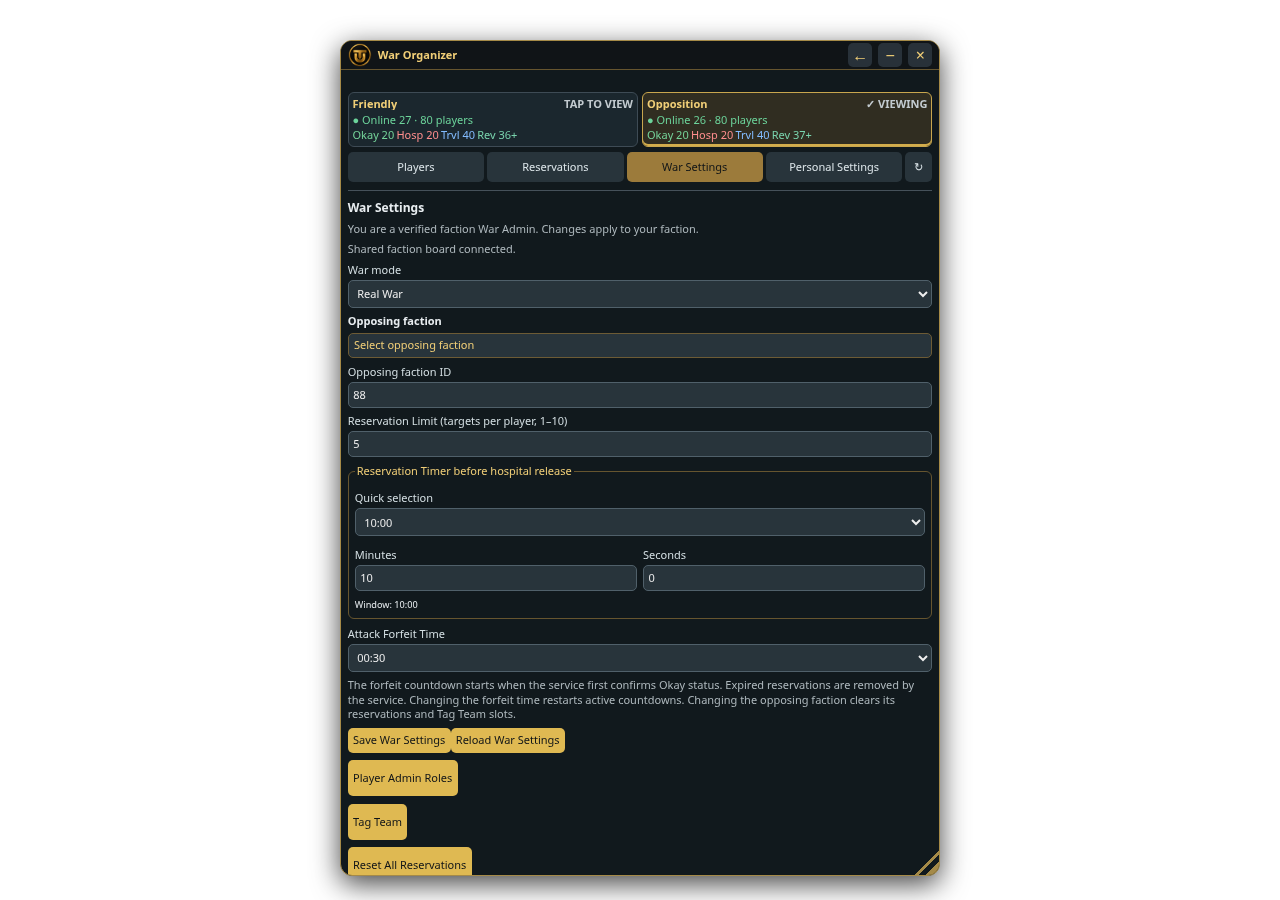 War Organizer
← – ×
Friendly TAP TO VIEW
● Online 27 · 80 players
Okay 20 Hosp 20 Trvl 40 Rev 36+
Opposition ✓ VIEWING
● Online 26 · 80 players
Okay 20 Hosp 20 Trvl 40 Rev 37+
Players Reservations War Settings Personal Settings ↻
War Settings
You are a verified faction War Admin. Changes apply to your faction.
Shared faction board connected.
War mode
Real War
Opposing faction
Select opposing faction
Opposing faction ID
88
Reservation Limit (targets per player, 1–10)
5
Reservation Timer before hospital release
Quick selection
10:00
Minutes Seconds
10 0
Window: 10:00
Attack Forfeit Time
00:30
The forfeit countdown starts when the service first confirms Okay status. Expired reservations are removed by
the service. Changing the forfeit time restarts active countdowns. Changing the opposing faction clears its
reservations and Tag Team slots.
Save War Settings Reload War Settings
Player Admin Roles
Tag Team
Reset All Reservations